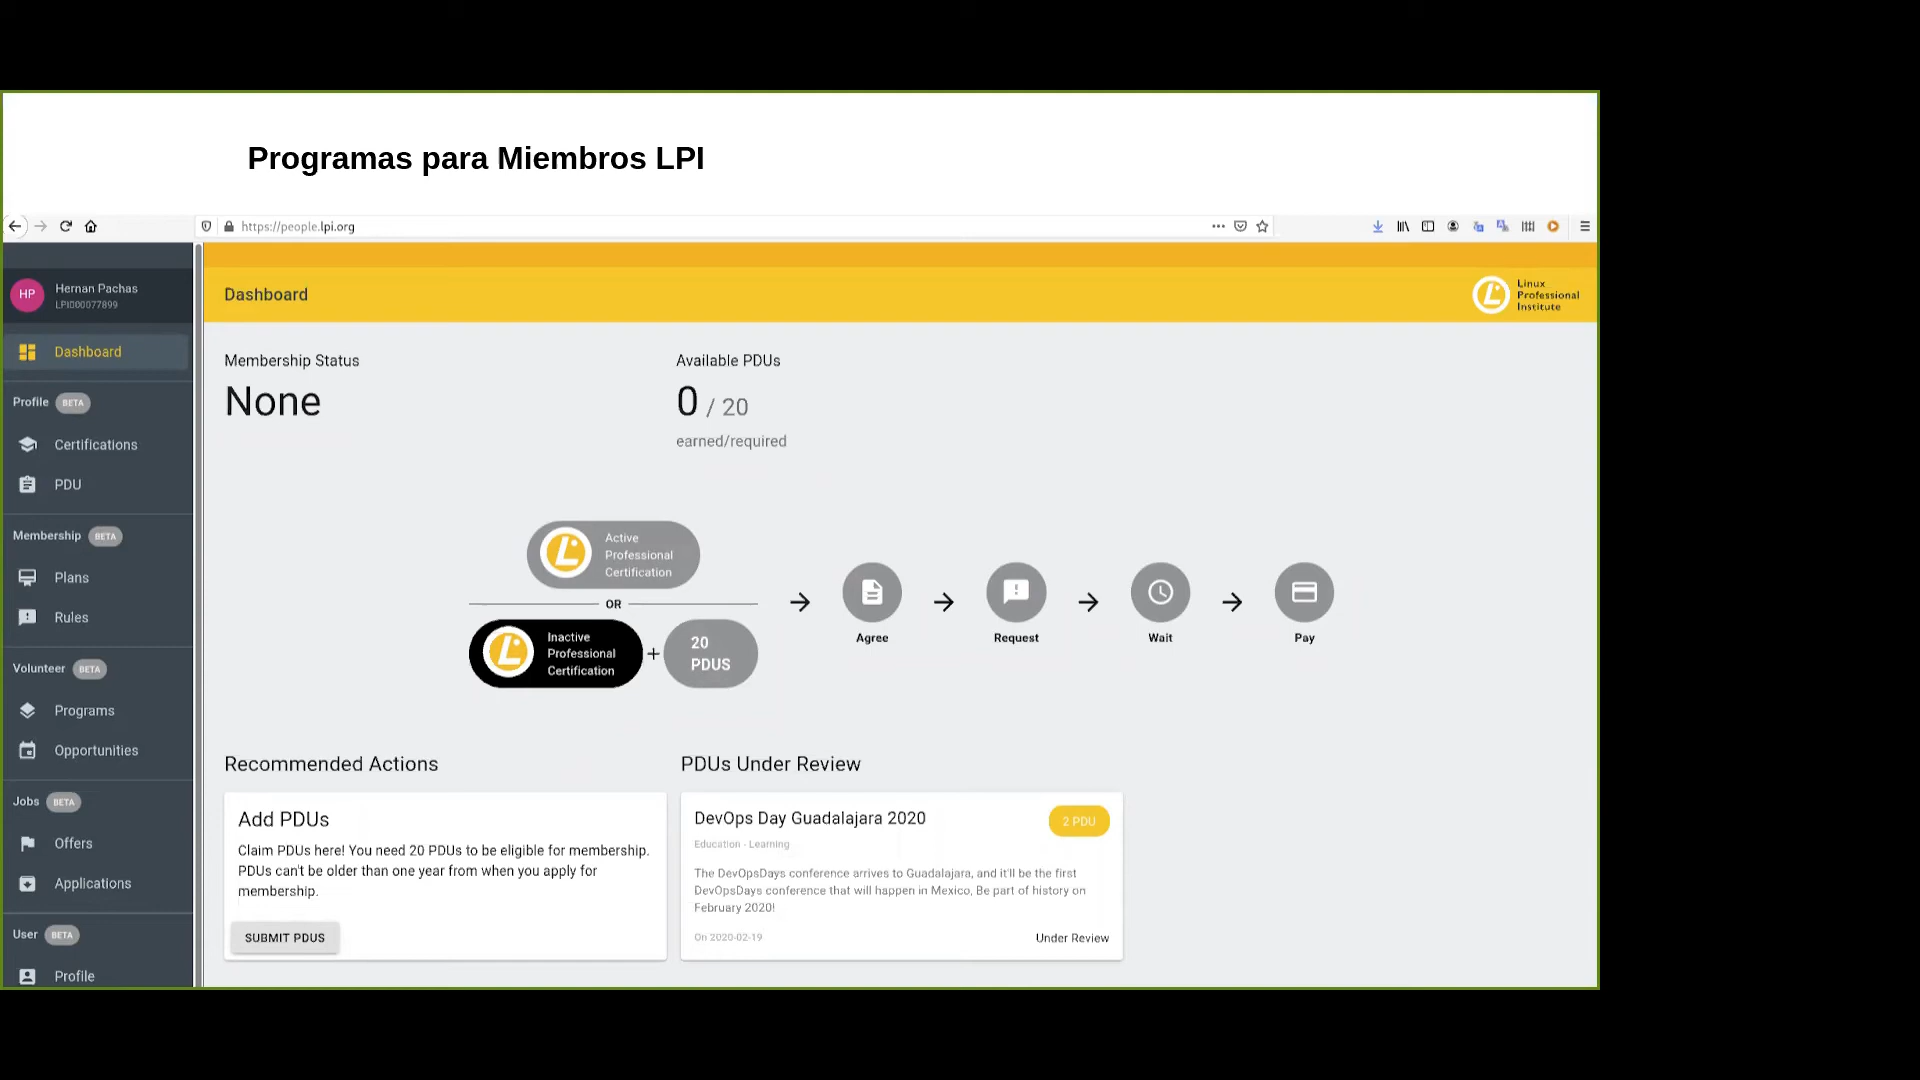 Programas para Miembros LPI
https://people.lpi.org
HP
Hernan Pachas
LPI000077899
Dashboard
Profile BETA
Certifications
PDU
Membership BETA
Plans
Rules
Volunteer BETA
Programs
Opportunities
Jobs BETA
Offers
Applications
User BETA
Profile
Dashboard
Linux
Professional
Institute
Membership Status
None
Available PDUs
0 / 20
earned/required
Active
Professional
Certification
OR
Inactive
Professional
Certification
+
20
PDUS
Agree
Request
Wait
Pay
Recommended Actions
Add PDUs
Claim PDUs here! You need 20 PDUs to be eligible for membership.
PDUs can't be older than one year from when you apply for
membership.
SUBMIT PDUS
PDUs Under Review
DevOps Day Guadalajara 2020
2 PDU
Education - Learning
The DevOpsDays conference arrives to Guadalajara, and it'll be the first
DevOpsDays conference that will happen in Mexico, Be part of history on
February 2020!
On 2020-02-19
Under Review